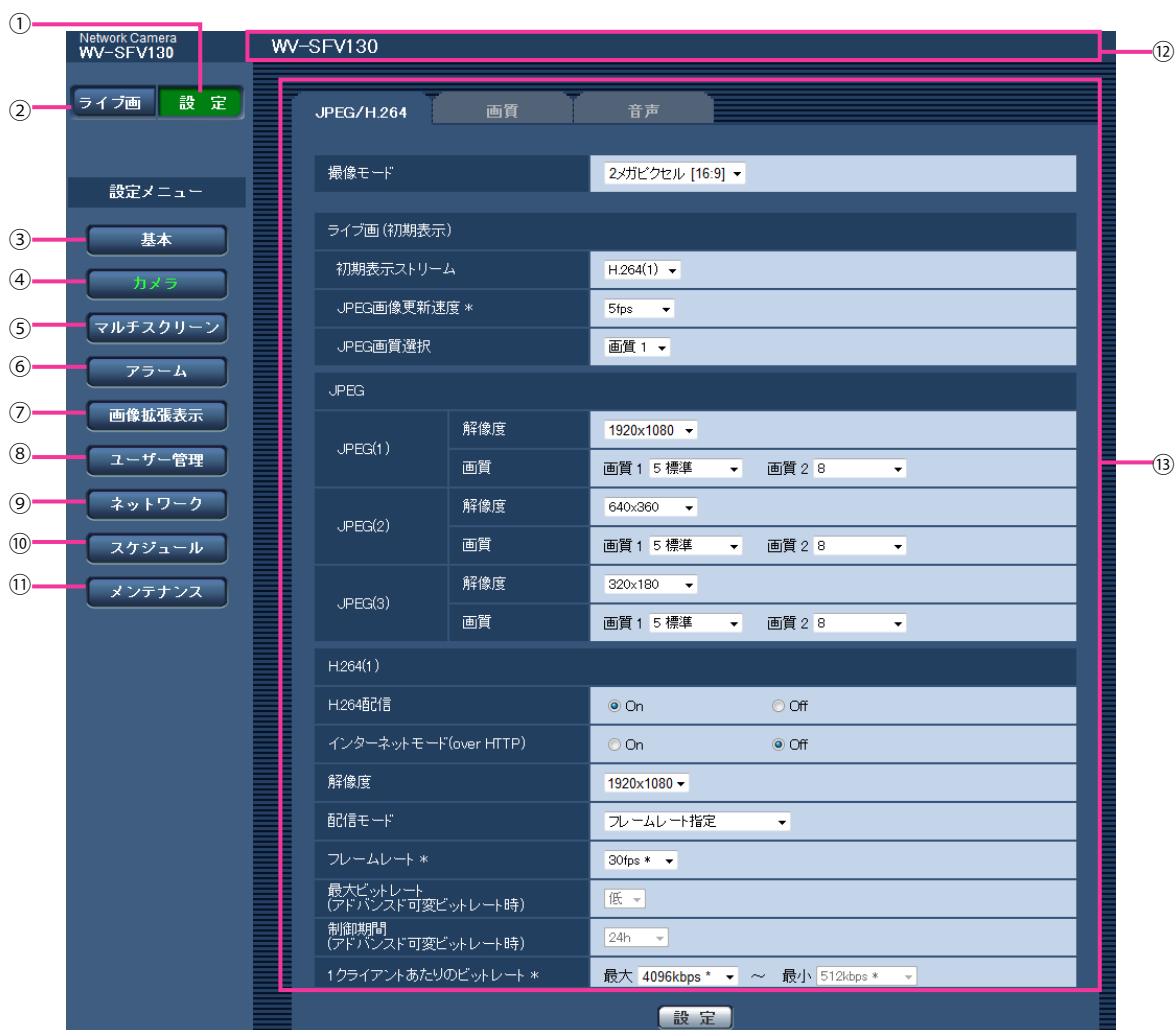 ①
Network Camera
WV-SFV130
WV-SFV130
⑫
② ライブ画 設 定
JPEG/H.264 画質 音声
設定メニュー
③ 基本
④ カメラ
⑤ マルチスクリーン
⑥ アラーム
⑦ 画像拡張表示
⑧ ユーザー管理
⑨ ネットワーク
⑩ スケジュール
⑪ メンテナンス
撮像モード 2メガピクセル [16:9]
ライブ画(初期表示)
初期表示ストリーム H.264(1)
JPEG画像更新速度 * 5fps
JPEG画質選択 画質 1
JPEG
JPEG(1) 解像度 1920x1080
画質 画質 1 5 標準 画質 2 8
⑬
JPEG(2) 解像度 640x360
画質 画質 1 5 標準 画質 2 8
JPEG(3) 解像度 320x180
画質 画質 1 5 標準 画質 2 8
H.264(1)
H.264配信 On Off
インターネットモード(over HTTP) On Off
解像度 1920x1080
配信モード フレームレート指定
フレームレート * 30fps *
最大ビットレート
(アドバンスド可変ビットレート時) 低
制御期間
(アドバンスド可変ビットレート時) 24h
1クライアントあたりのビットレート * 最大 4096kbps * ～ 最小 512kbps *
設 定